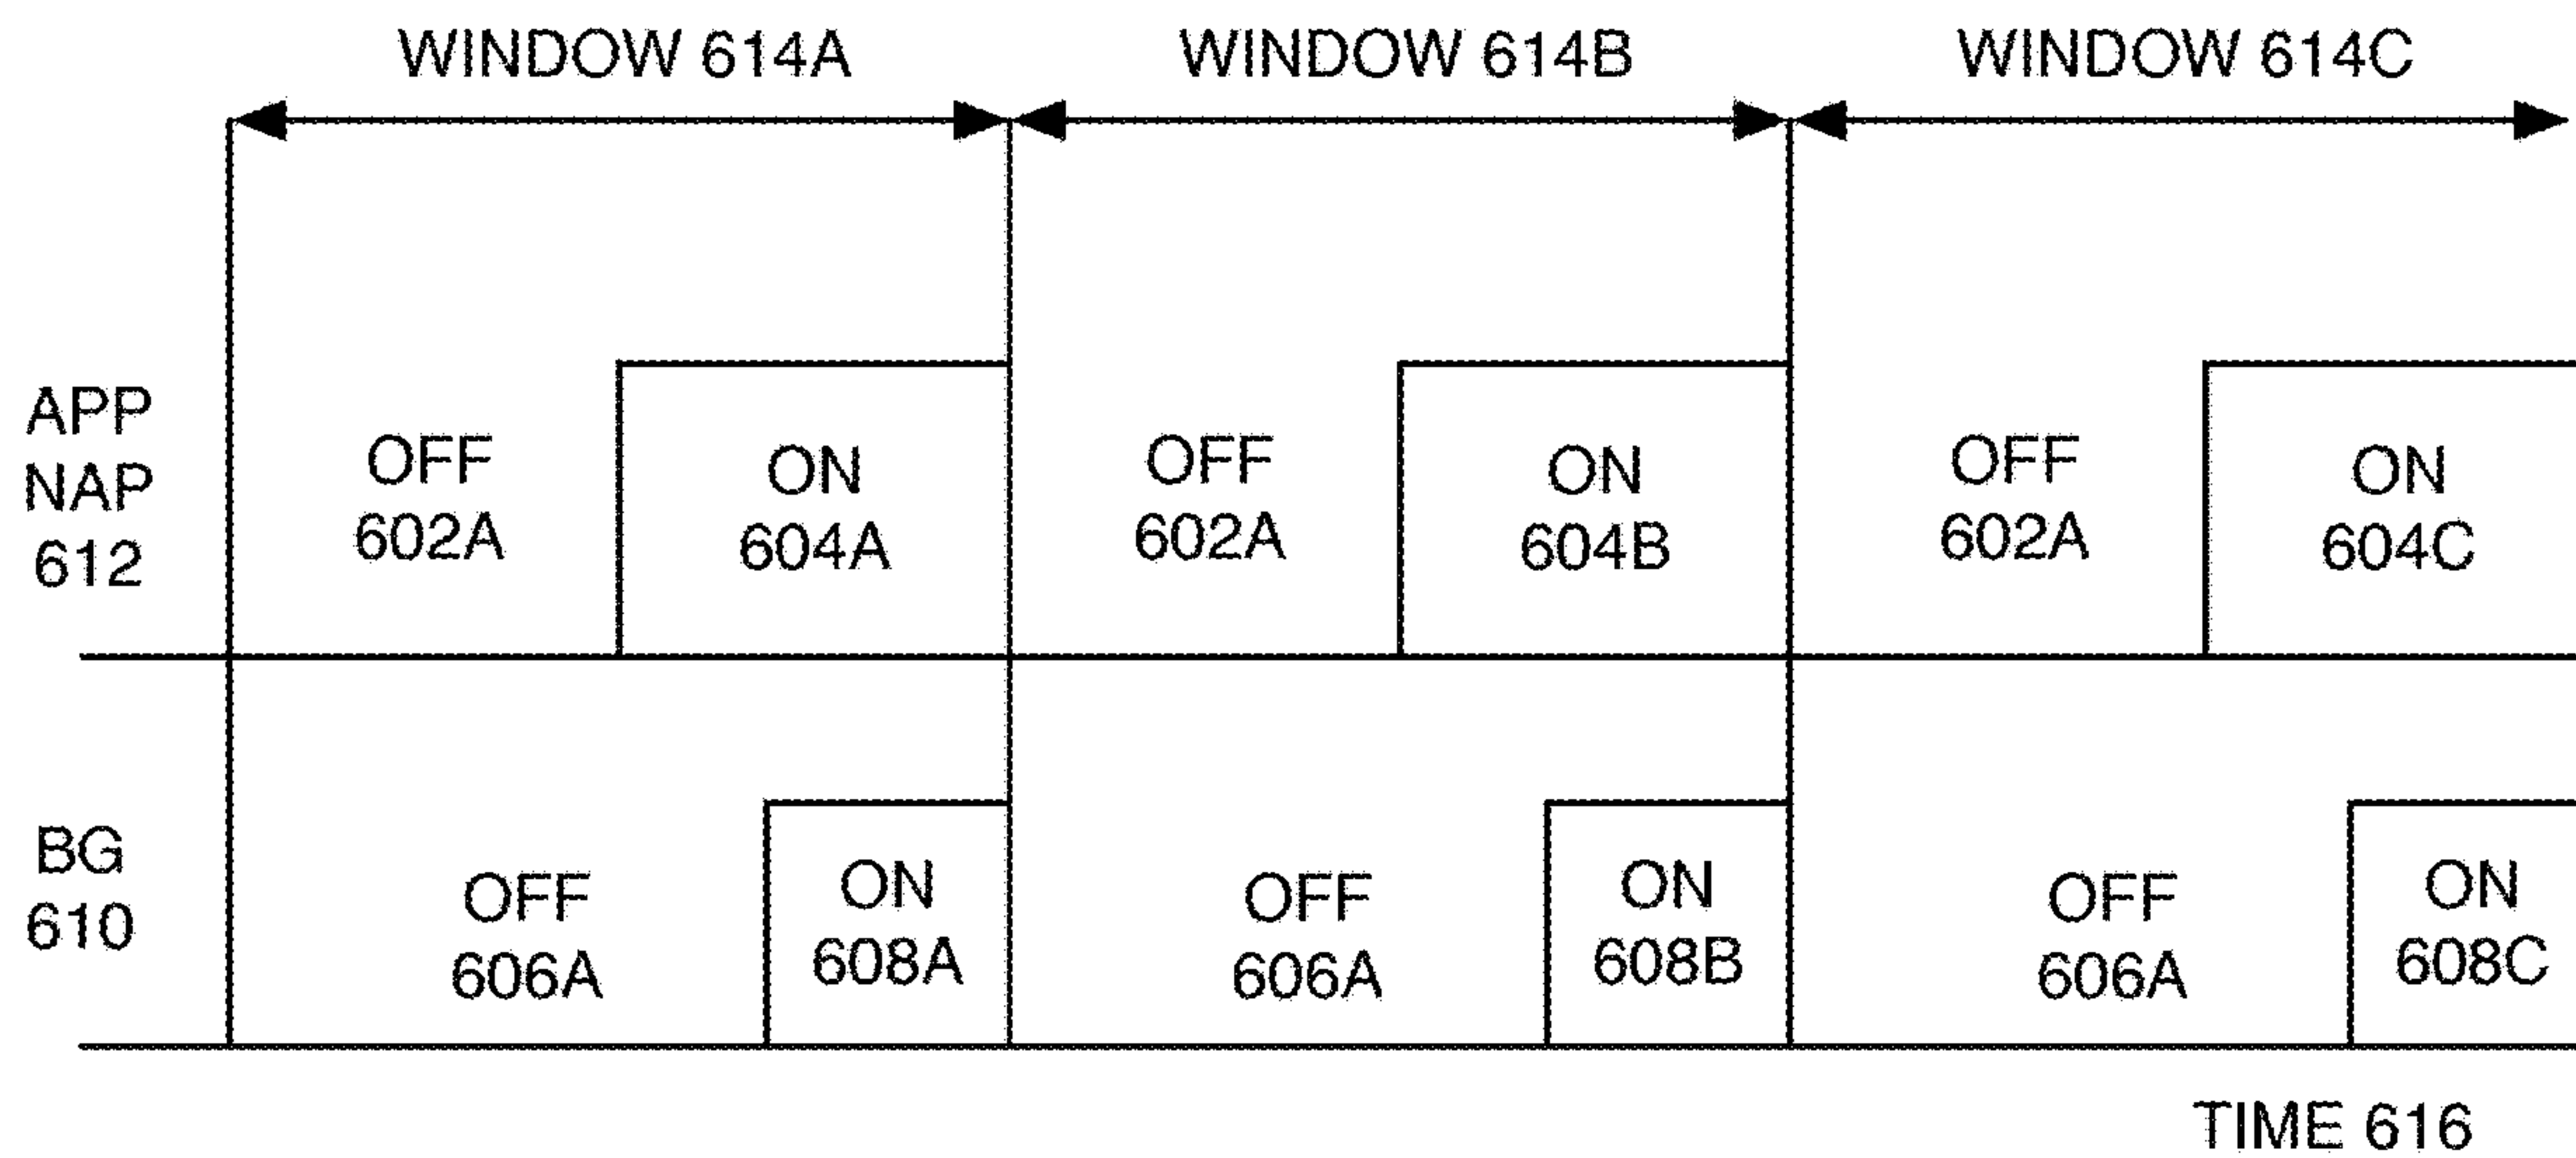 WINDOW 614A
WINDOW 614B
WINDOW 614C
APP
NAP
612
OFF
602A
ON
604A
OFF
602A
ON
604B
OFF
602A
ON
604C
BG
610
OFF
606A
ON
608A
OFF
606A
ON
608B
OFF
606A
ON
608C
TIME 616